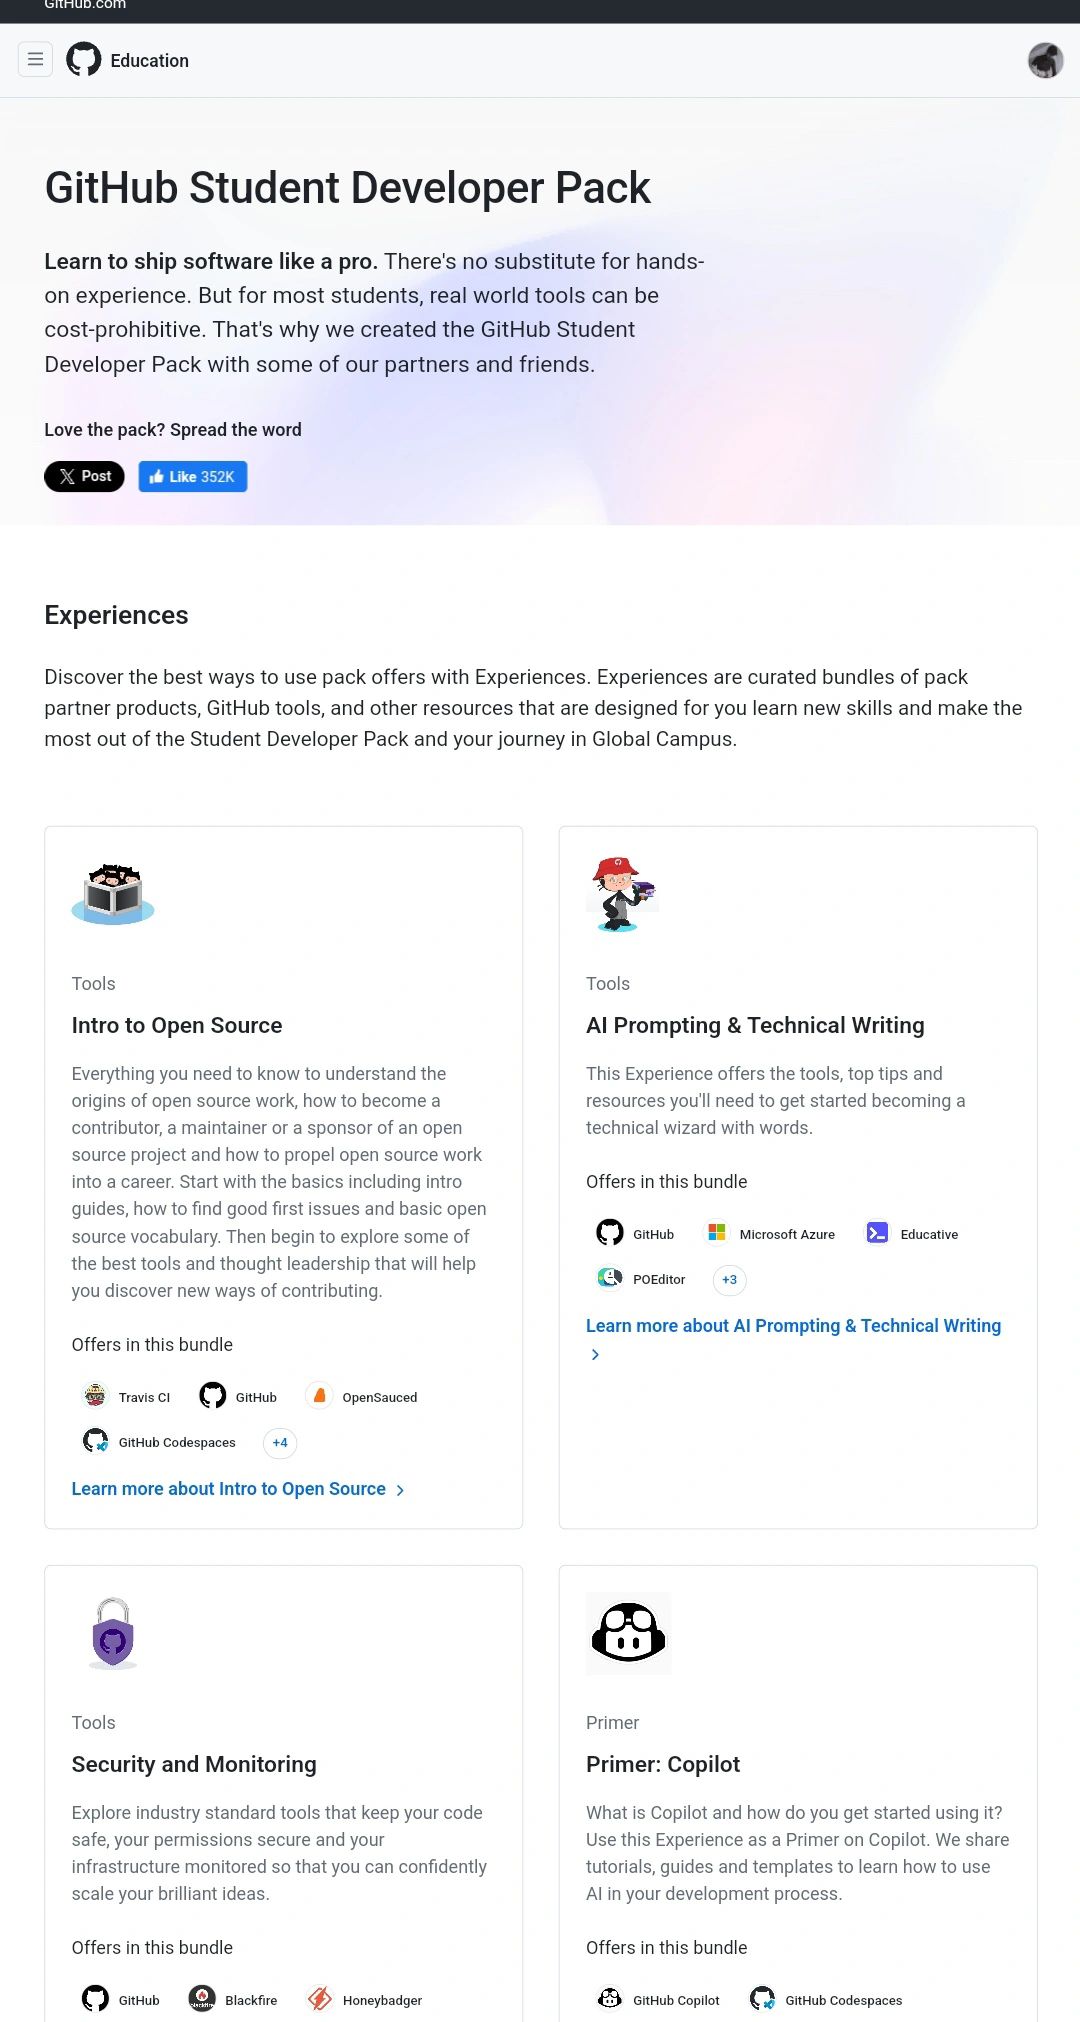 GitHub.com
Education
GitHub Student Developer Pack
Learn to ship software like a pro. There's no substitute for hands-
on experience. But for most students, real world tools can be
cost-prohibitive. That's why we created the GitHub Student
Developer Pack with some of our partners and friends.
Love the pack? Spread the word
Post
Like 352K
Experiences
Discover the best ways to use pack offers with Experiences. Experiences are curated bundles of pack
partner products, GitHub tools, and other resources that are designed for you learn new skills and make the
most out of the Student Developer Pack and your journey in Global Campus.
Tools
Intro to Open Source
Everything you need to know to understand the
origins of open source work, how to become a
contributor, a maintainer or a sponsor of an open
source project and how to propel open source work
into a career. Start with the basics including intro
guides, how to find good first issues and basic open
source vocabulary. Then begin to explore some of
the best tools and thought leadership that will help
you discover new ways of contributing.
Offers in this bundle
Travis CI GitHub OpenSauced
GitHub Codespaces +4
Learn more about Intro to Open Source
Tools
AI Prompting & Technical Writing
This Experience offers the tools, top tips and
resources you'll need to get started becoming a
technical wizard with words.
Offers in this bundle
GitHub Microsoft Azure Educative
POEditor +3
Learn more about AI Prompting & Technical Writing
Tools
Security and Monitoring
Explore industry standard tools that keep your code
safe, your permissions secure and your
infrastructure monitored so that you can confidently
scale your brilliant ideas.
Offers in this bundle
GitHub Blackfire Honeybadger
Primer
Primer: Copilot
What is Copilot and how do you get started using it?
Use this Experience as a Primer on Copilot. We share
tutorials, guides and templates to learn how to use
AI in your development process.
Offers in this bundle
GitHub Copilot GitHub Codespaces